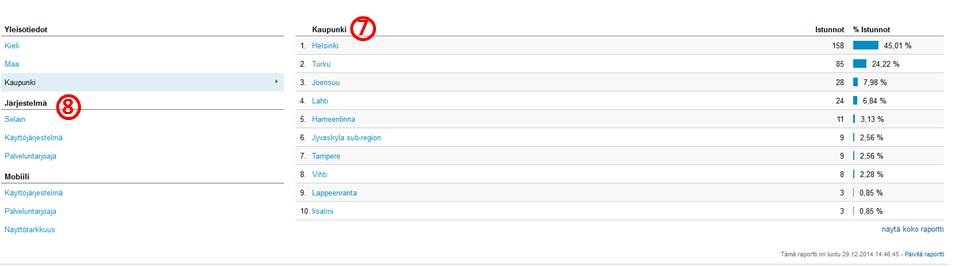 Yleisötiedot
Kieli
Maa
Kaupunki
Järjestelmä 8
Selain
Käyttöjärjestelmä
Palveluntarjoaja
Mobiili
Käyttöjärjestelmä
Palveluntarjoaja
Näyttötarkkuus
Kaupunki 7 Istunnot % Istunnot
1. Helsinki 158 45,01 %
2. Turku 85 24,22 %
3. Joensuu 28 7,98 %
4. Lahti 24 6,84 %
5. Hameenlinna 11 3,13 %
6. Jyvaskyla sub-region 9 2,56 %
7. Tampere 9 2,56 %
8. Vihti 8 2,28 %
9. Lappeenranta 3 0,85 %
10. Iisalmi 3 0,85 %
näytä koko raportti
Tämä raportti on luotu 29.12.2014 14:46:45 - Päivitä raportti